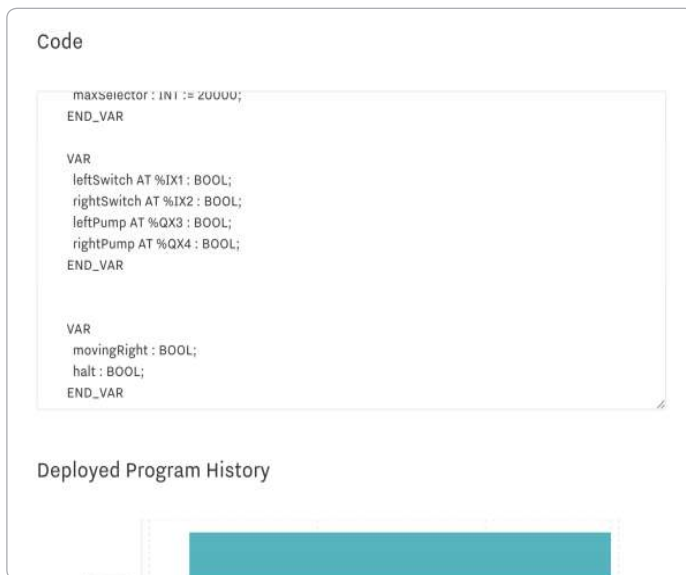 Code
maxSelector : INT := 20000;
END_VAR
VAR
leftSwitch AT %IX1 : BOOL;
rightSwitch AT %IX2 : BOOL;
leftPump AT %QX3 : BOOL;
rightPump AT %QX4 : BOOL;
END_VAR
VAR
movingRight : BOOL;
halt : BOOL;
END_VAR
Deployed Program History